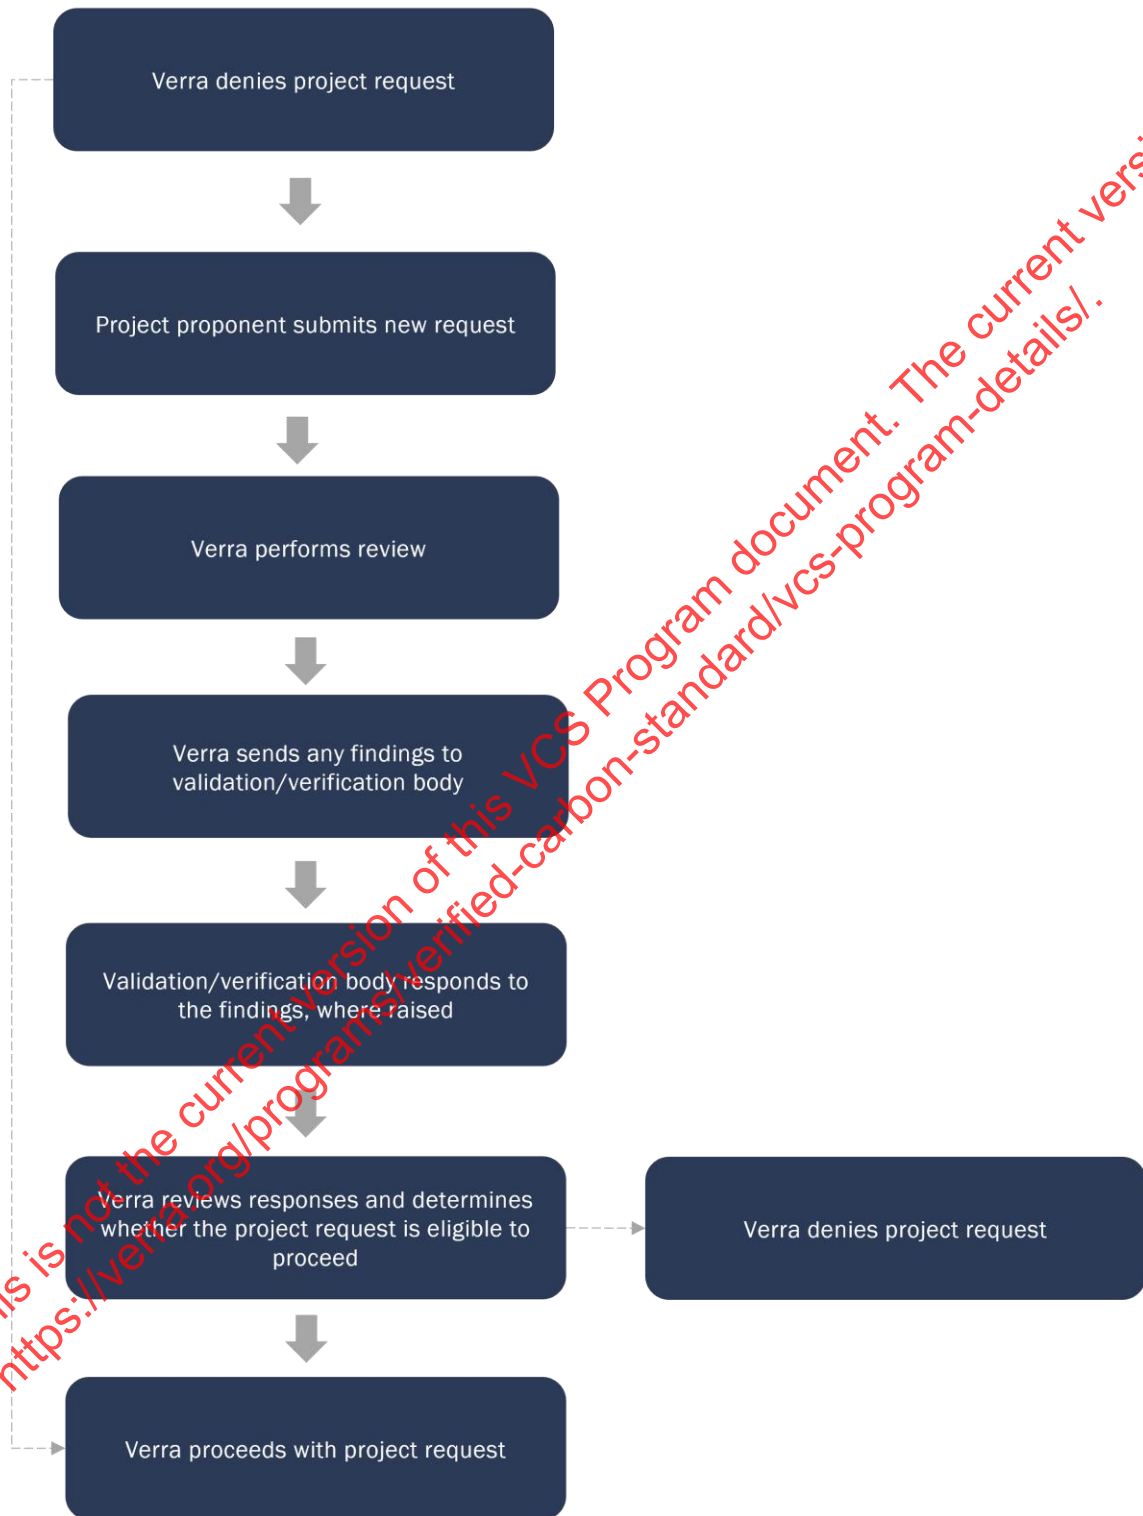 Verra denies project request
Project proponent submits new request
Verra performs review
Verra sends any findings to
validation/verification body
Validation/verification body responds to
the findings, where raised
Verra reviews responses and determines
whether the project request is eligible to
proceed
Verra denies project request
Verra proceeds with project request
is not the current version of this VCS Program document. The current
https://verra.org/programs/verified-carbon-standard/vcs-program-details/.